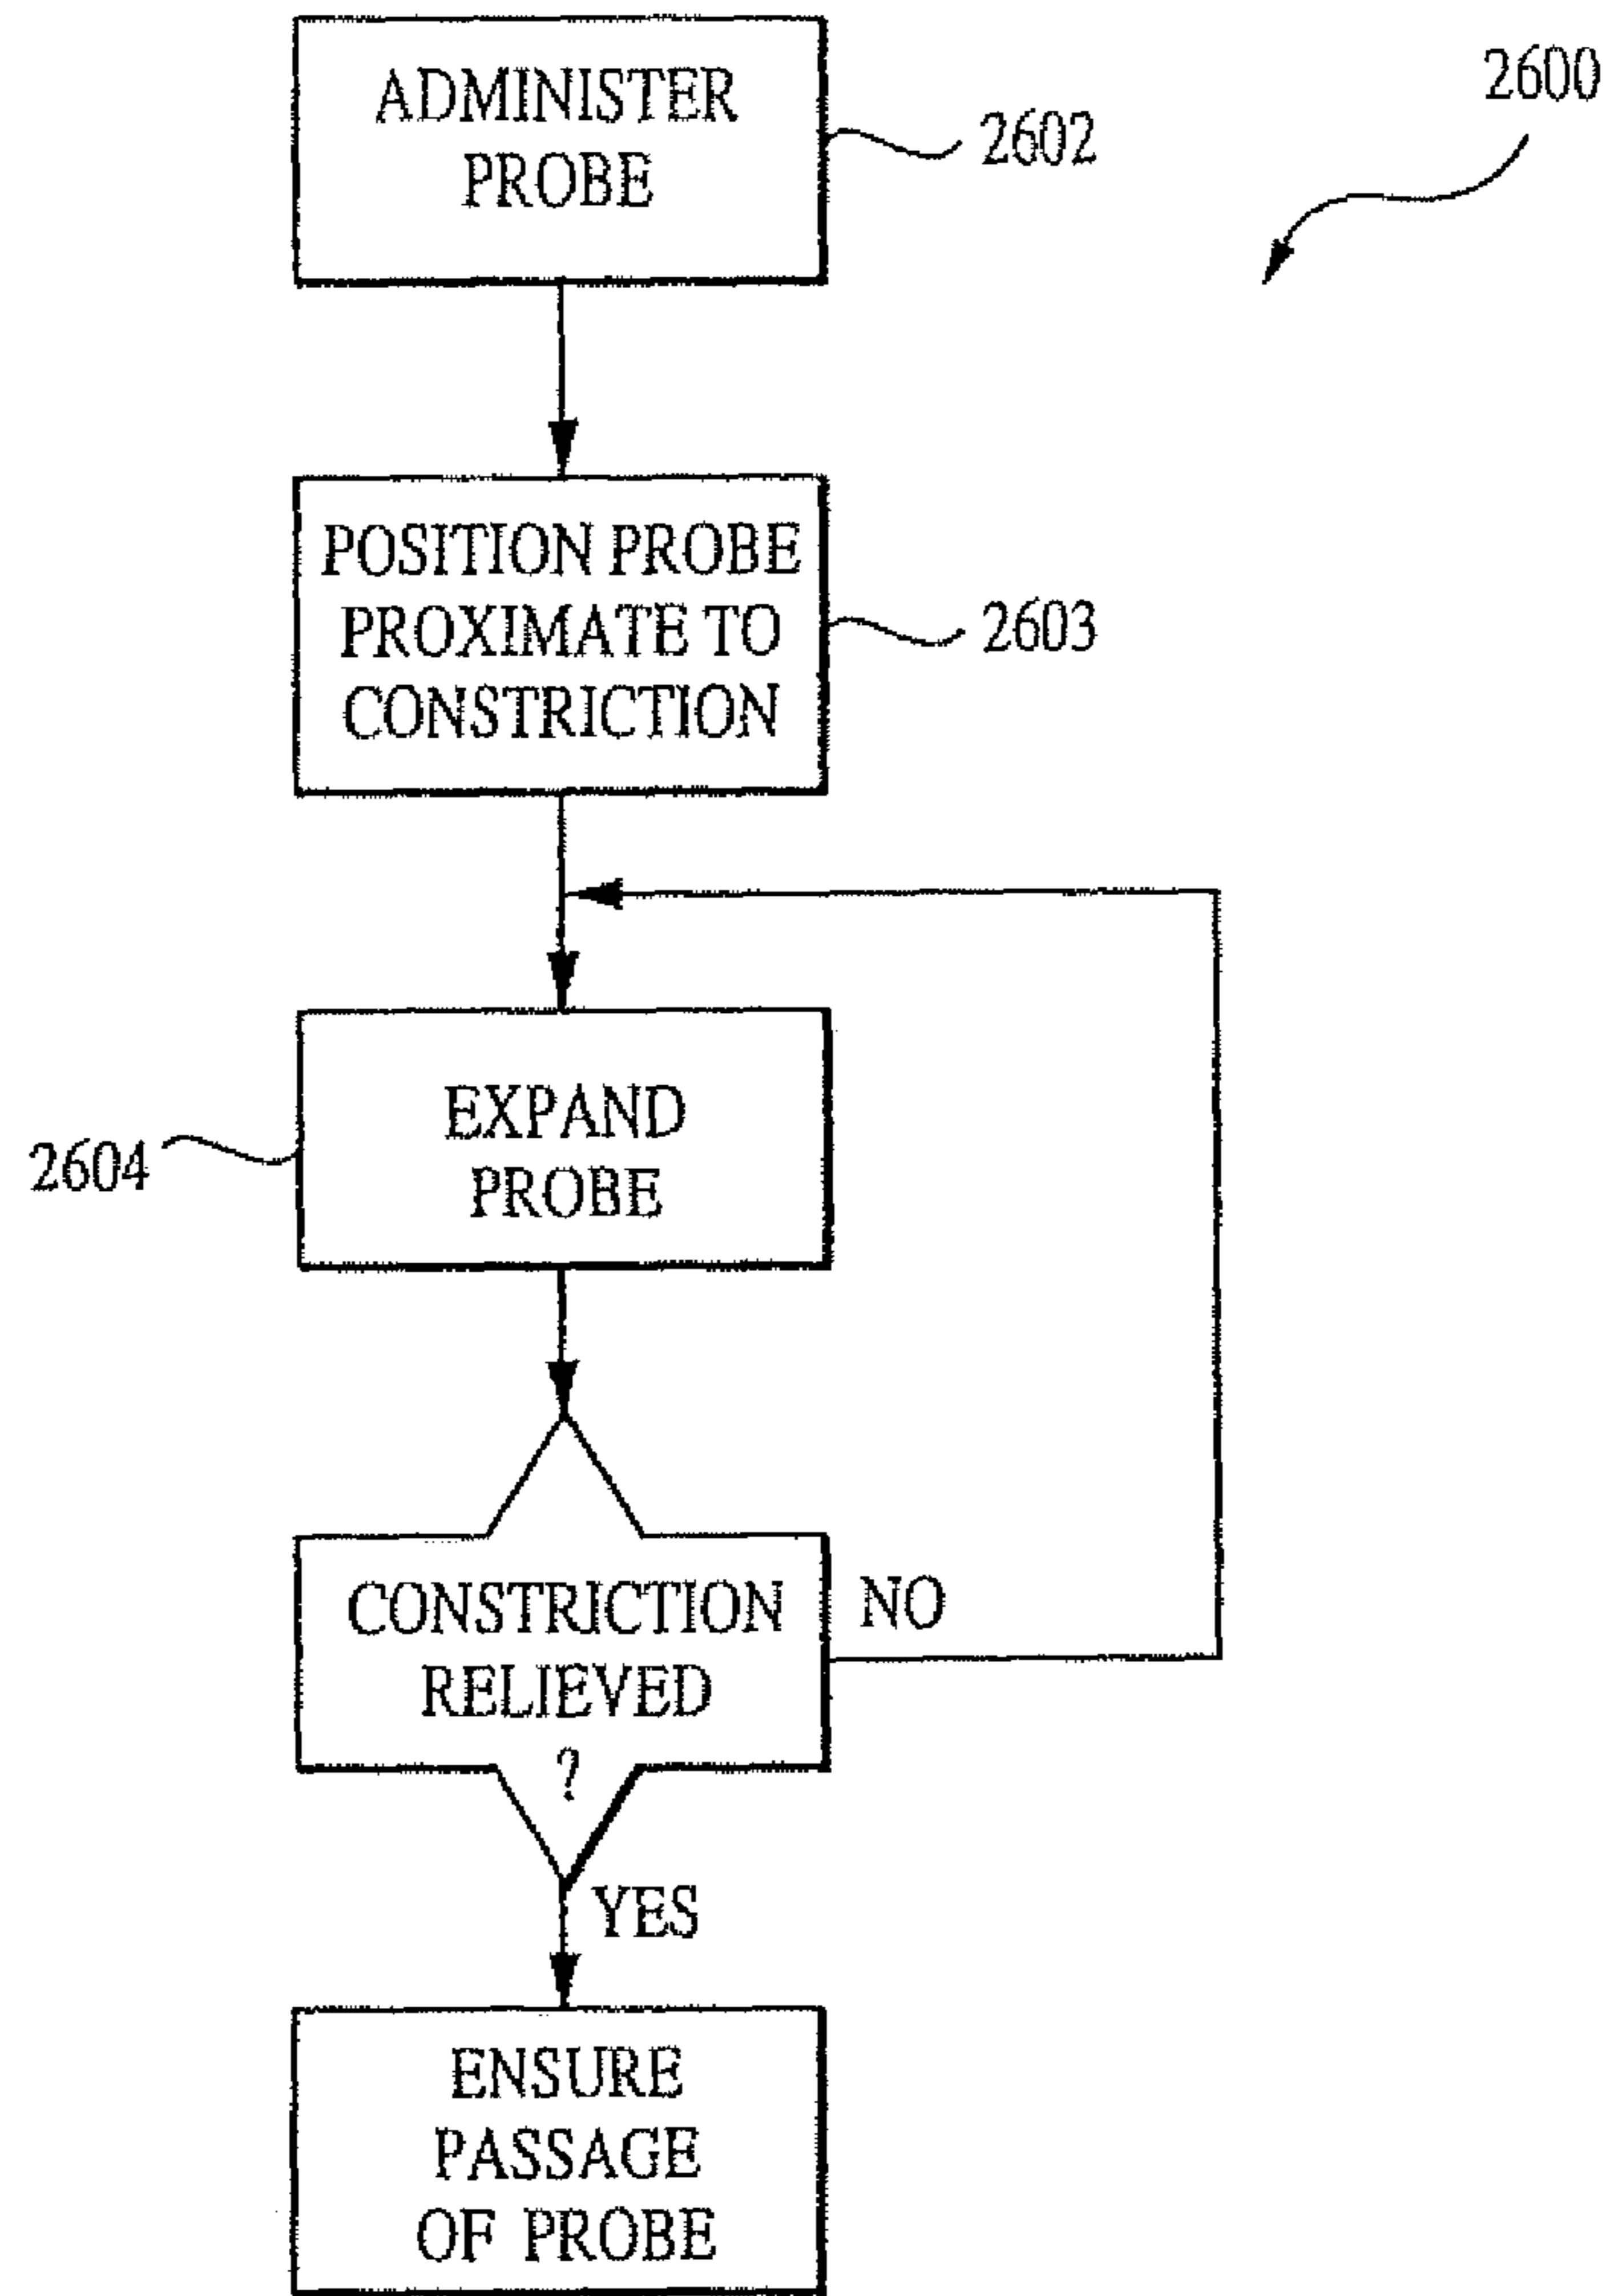 2600
ADMINISTER
PROBE
2602
POSITION PROBE
PROXIMATE TO
CONSTRICTION
2603
EXPAND
PROBE
2604
CONSTRICTION
RELIEVED
?
NO
YES
ENSURE
PASSAGE
OF PROBE